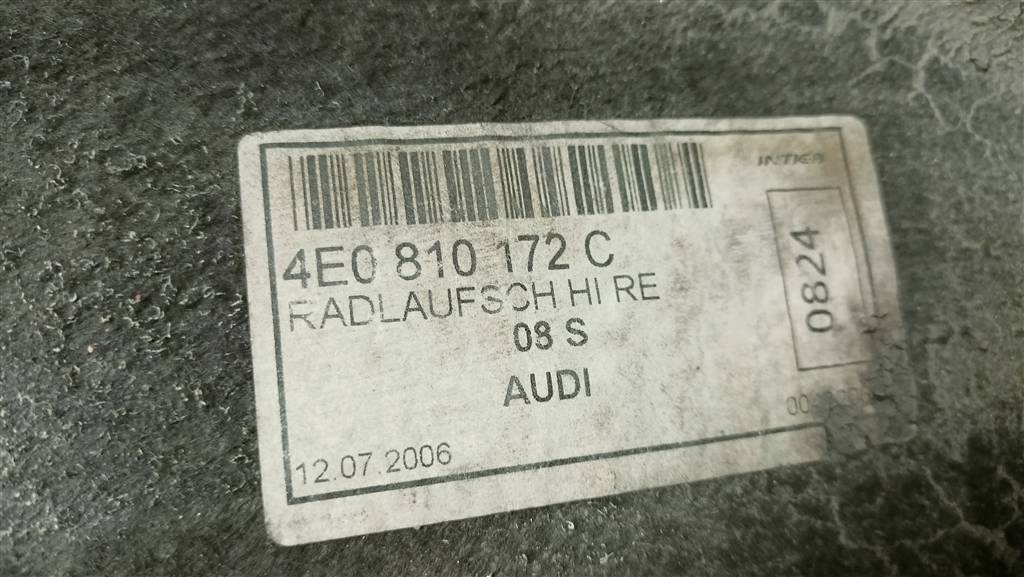 INTIER
4E0 810 172 C
RADLAUFSCH HI RE
08 S
AUDI
0824
12.07.2006